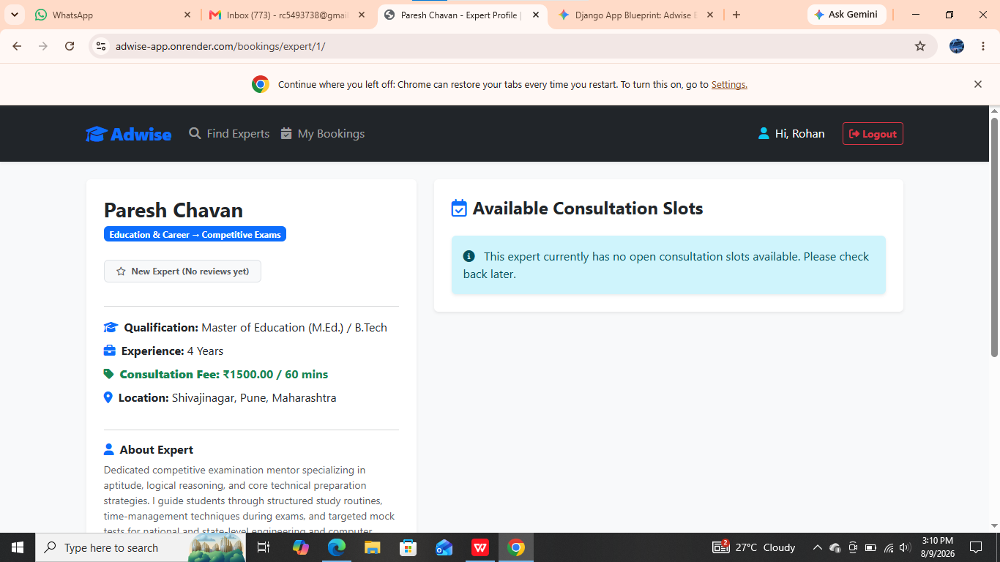 WhatsApp
Inbox (773) - rc5493738@gmai
Paresh Chavan - Expert Profile |
Django App Blueprint: Adwise E
Ask Gemini
adwise-app.onrender.com/bookings/expert/1/
Continue where you left off: Chrome can restore your tabs every time you restart. To turn this on, go to Settings.
Adwise
Find Experts
My Bookings
Hi, Rohan
Logout
Paresh Chavan
Education & Career → Competitive Exams
New Expert (No reviews yet)
Qualification: Master of Education (M.Ed.) / B.Tech
Experience: 4 Years
Consultation Fee: ₹1500.00 / 60 mins
Location: Shivajinagar, Pune, Maharashtra
About Expert
Dedicated competitive examination mentor specializing in
aptitude, logical reasoning, and core technical preparation
strategies. I guide students through structured study routines,
time-management techniques during exams, and targeted mock
tests for national and state-level engineering and computer
Available Consultation Slots
This expert currently has no open consultation slots available. Please check
back later.
Type here to search
2
27°C Cloudy
3:10 PM
8/9/2026